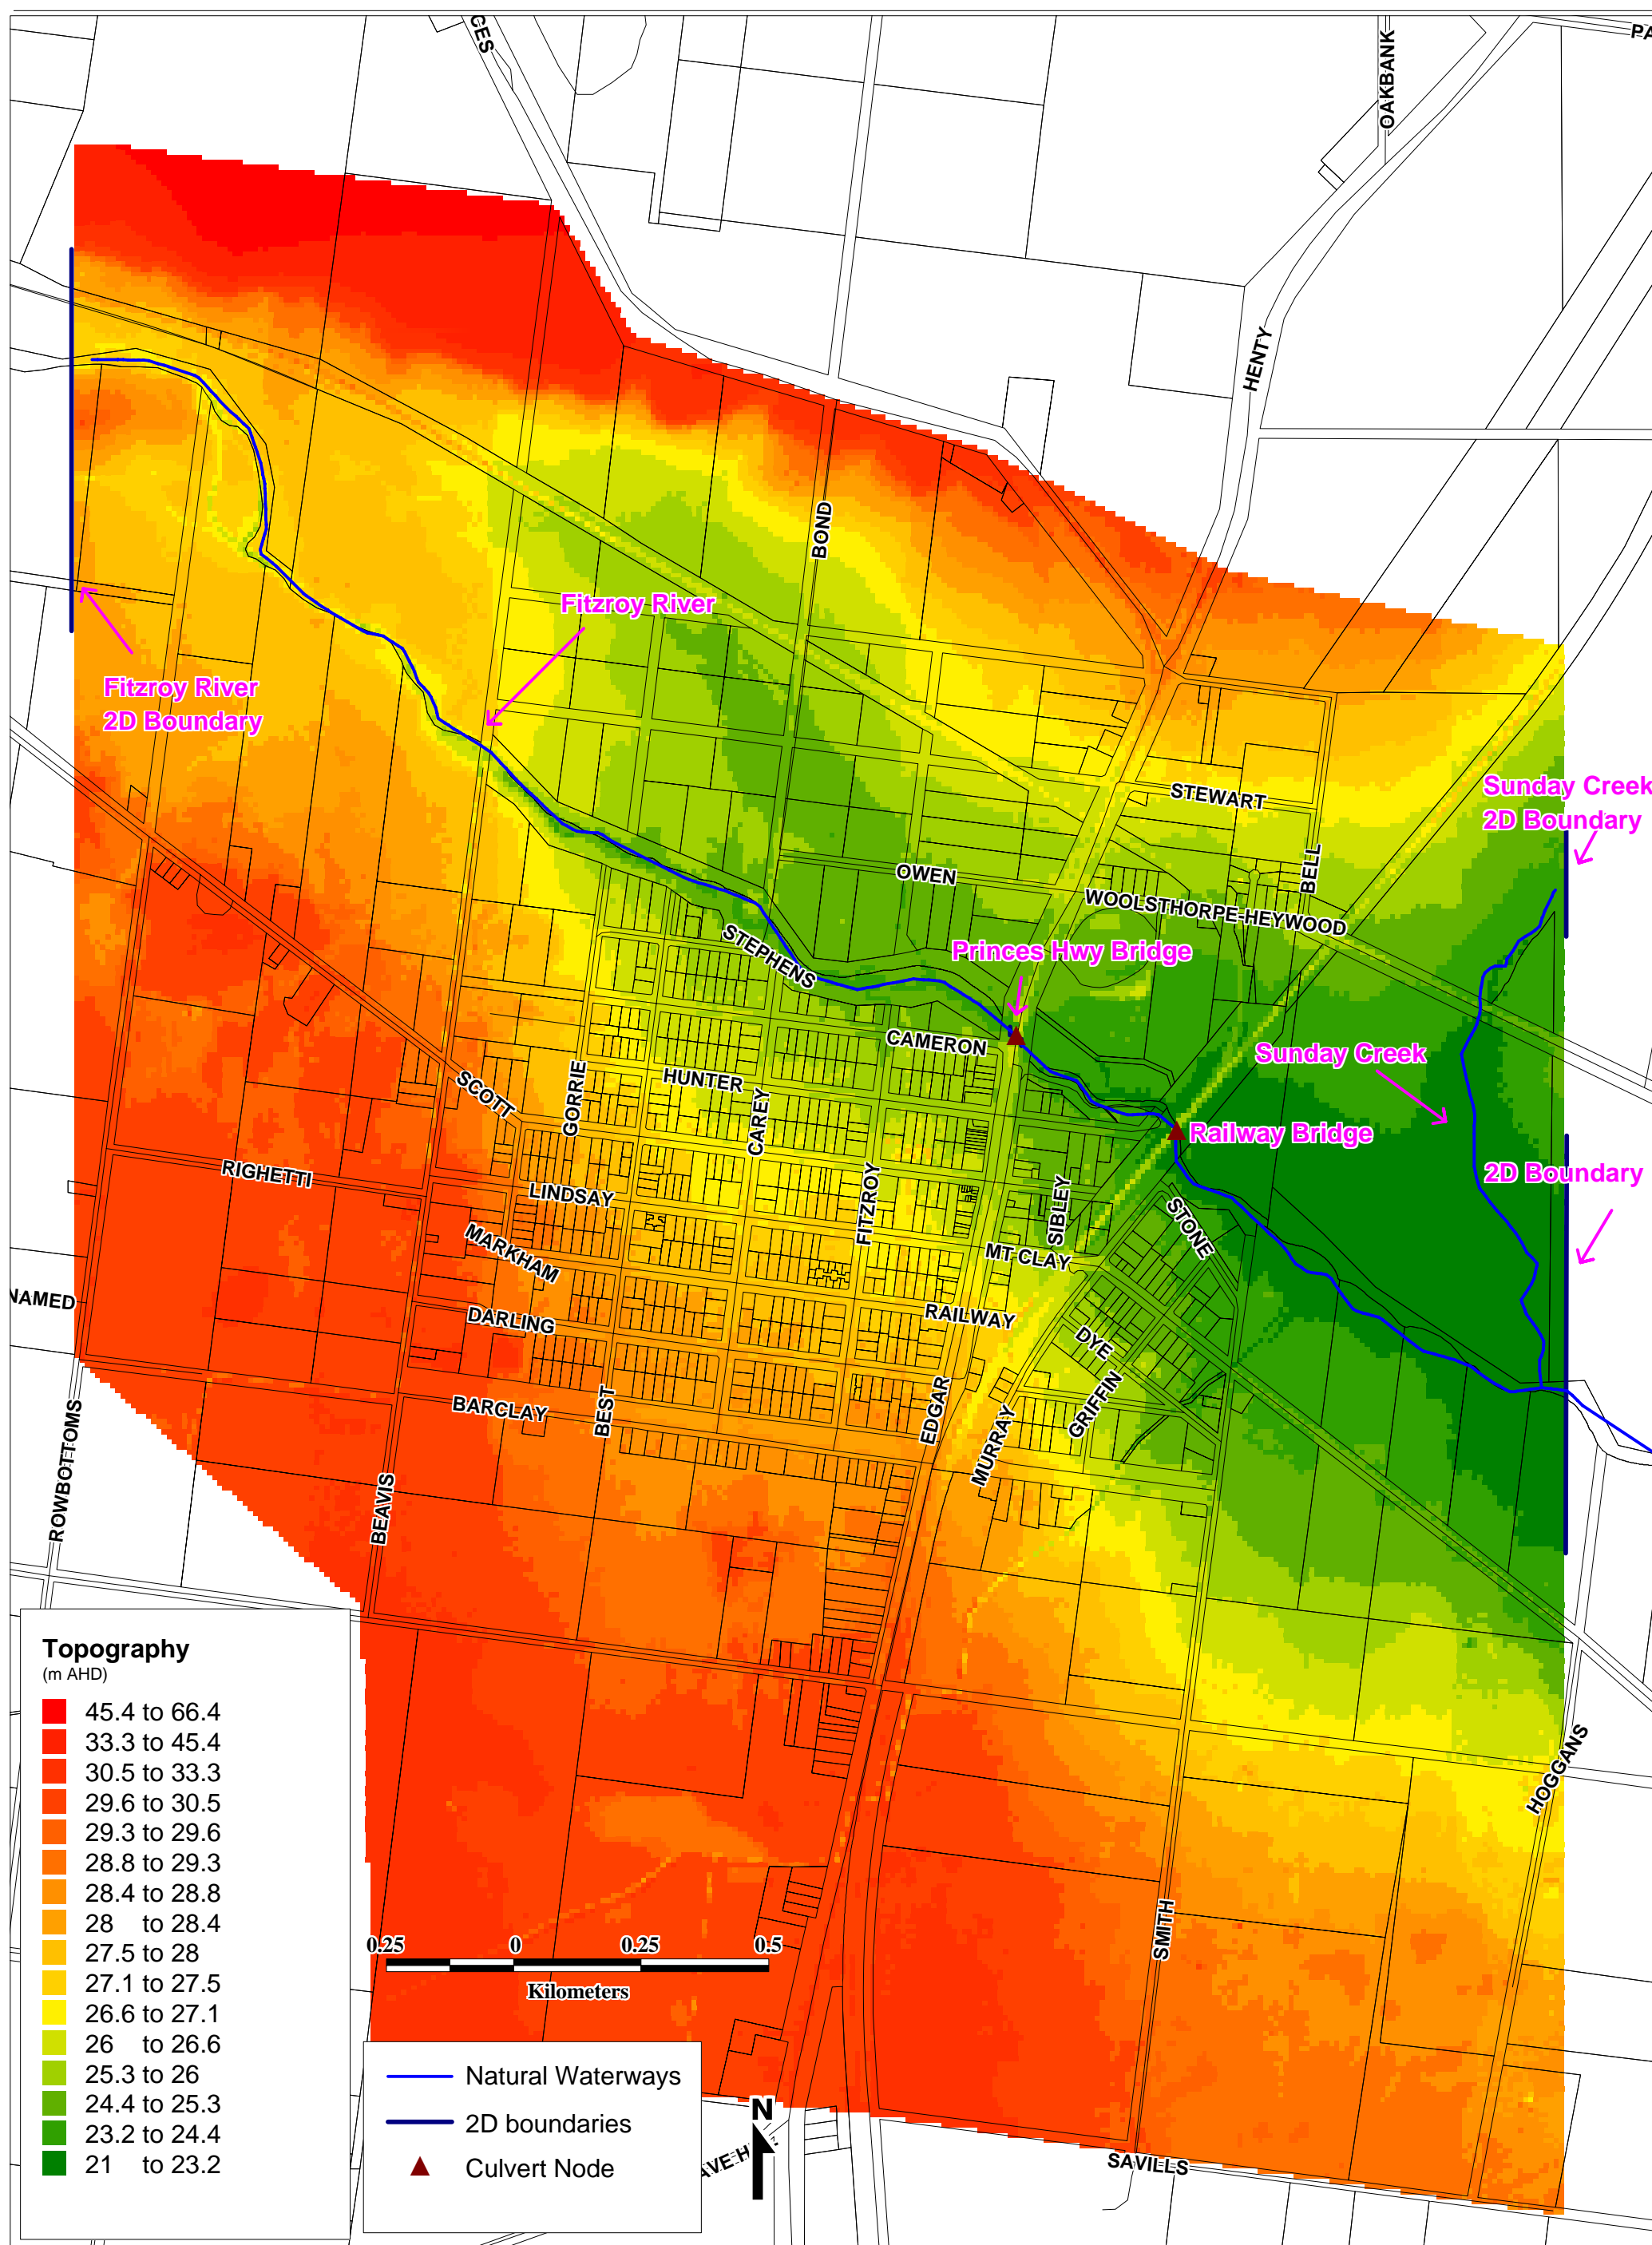 CES
OAKBANK
PA
HENTY
BOND
Fitzroy River
Fitzroy River
2D Boundary
Sunday Creek
2D Boundary
STEWART
BELL
OWEN
WOOLSTHORPE-HEYWOOD
STEPHENS
Princes Hwy Bridge
CAMERON
Sunday Creek
HUNTER
SCOTT
GORRIE
CAREY
Railway Bridge
RIGHETTI
LINDSAY
FITZROY
SIBLEY
STONE
2D Boundary
MARKHAM
MT CLAY
NAMED
DARLING
RAILWAY
DYE
BARCLAY
BEST
EDGAR
GRIFFIN
MURRAY
ROWBOTTOMS
BEAVIS
HOGGANS
SMITH
SAVILLS
AVE H
Topography
(m AHD)
45.4 to 66.4
33.3 to 45.4
30.5 to 33.3
29.6 to 30.5
29.3 to 29.6
28.8 to 29.3
28.4 to 28.8
28 to 28.4
27.5 to 28
27.1 to 27.5
26.6 to 27.1
26 to 26.6
25.3 to 26
24.4 to 25.3
23.2 to 24.4
21 to 23.2
0.25 0 0.25 0.5
Kilometers
Natural Waterways
2D boundaries
Culvert Node
N